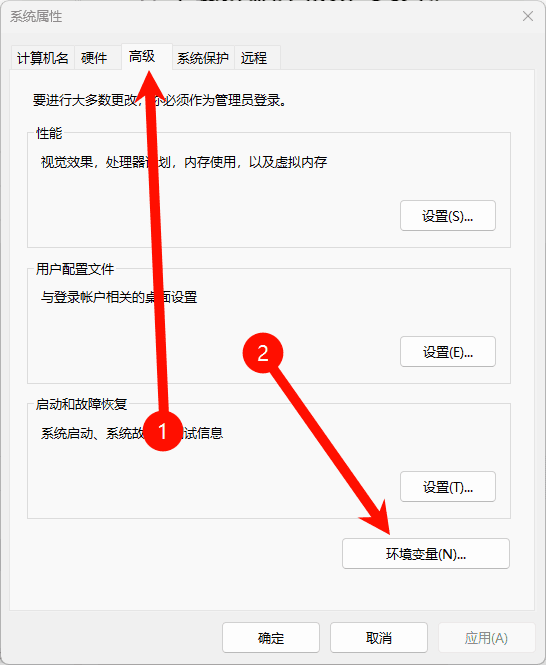 系统属性
计算机名 硬件 高级 系统保护 远程
要进行大多数更改，你必须作为管理员登录。
性能
视觉效果，处理器计划，内存使用，以及虚拟内存
设置(S)...
用户配置文件
与登录帐户相关的桌面设置
设置(E)...
2
启动和故障恢复
系统启动、系统故 试信息
1
设置(T)...
环境变量(N)...
确定 取消 应用(A)